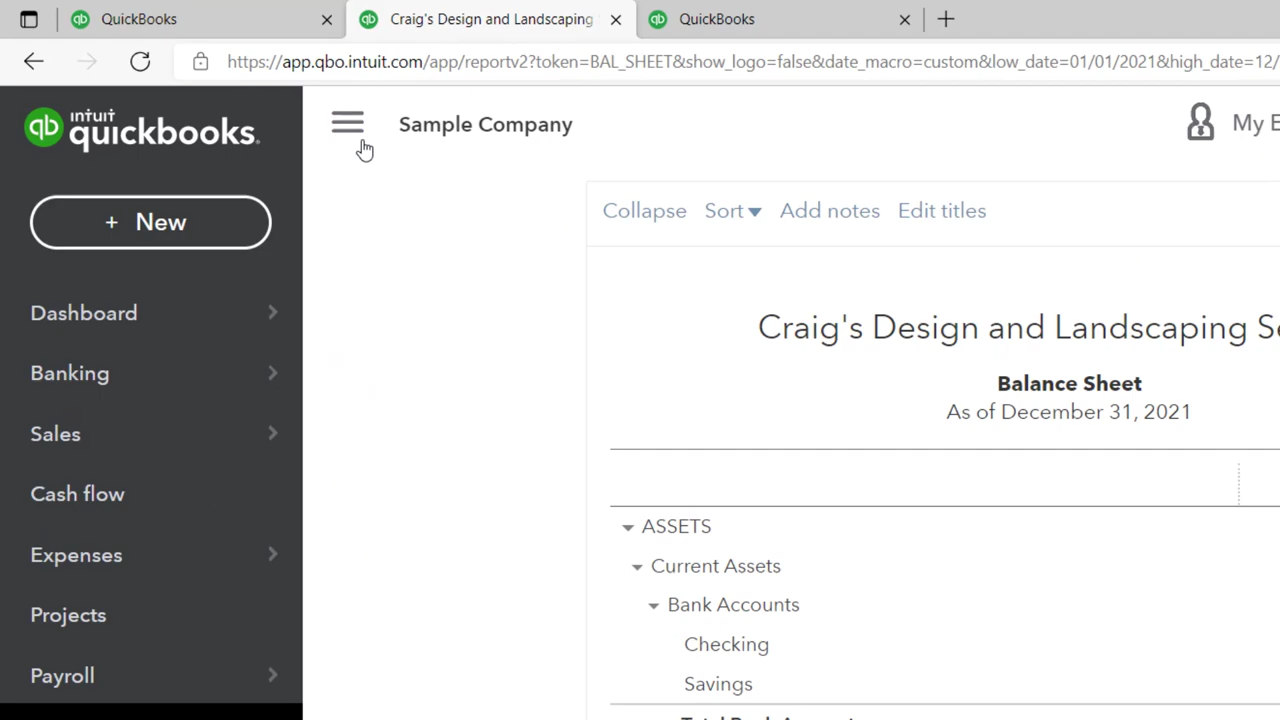 QuickBooks
Craig's Design and Landscaping
QuickBooks
https://app.qbo.intuit.com/app/reportv2?token=BAL_SHEET&show_logo=false&date_macro=custom&low_date=01/01/2021&high_date=12/
qb intuit quickbooks.
Sample Company
My E
+ New
Collapse Sort Add notes Edit titles
Dashboard
Craig's Design and Landscaping Se
Banking
Balance Sheet
As of December 31, 2021
Sales
Cash flow
ASSETS
Expenses
Current Assets
Bank Accounts
Projects
Checking
Payroll
Savings